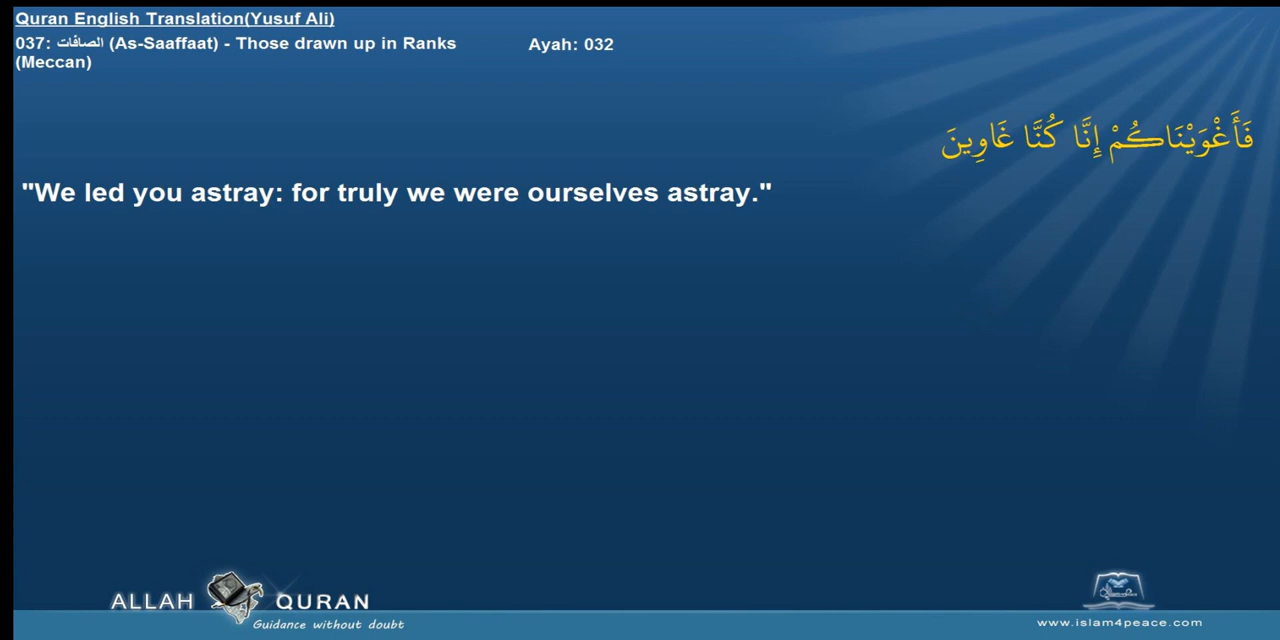 Quran English Translation(Yusuf Ali)
037: الصافات (As-Saaffaat) - Those drawn up in Ranks
(Meccan)
Ayah: 032
فَأَغْوَيْنَاكُمْ إِنَّا كُنَّا غَاوِينَ
"We led you astray: for truly we were ourselves astray."
ALLAH QURAN
Guidance without doubt
www.islam4peace.com